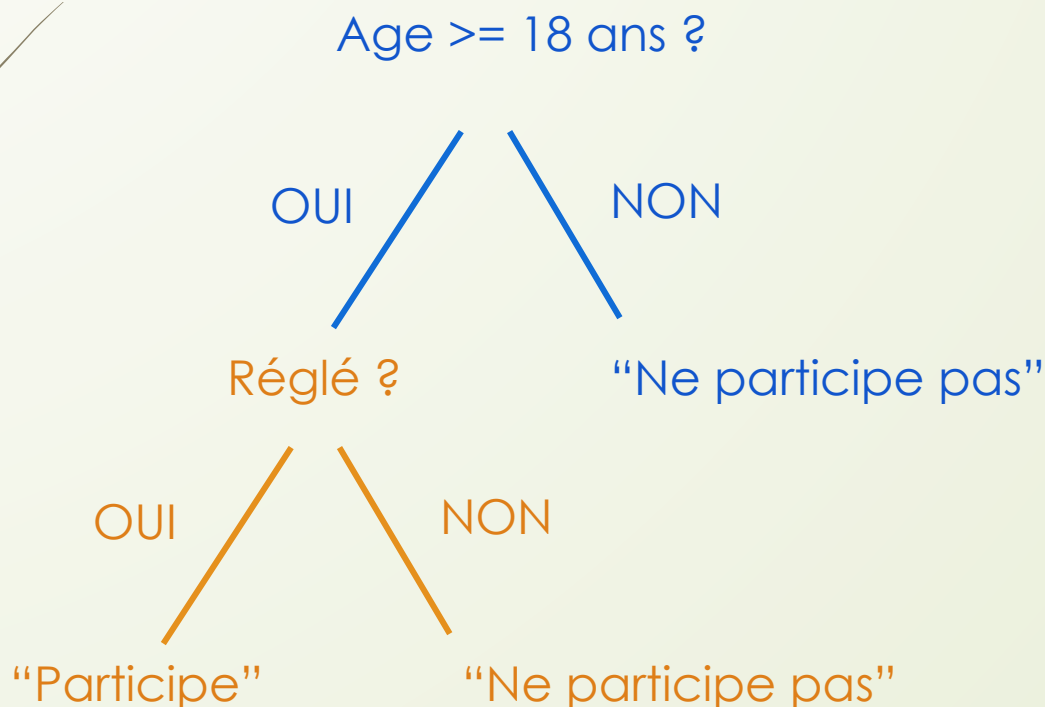 Age >= 18 ans ?
OUI
NON
Réglé ?
“Ne participe pas”
OUI
NON
“Participe”
“Ne participe pas”